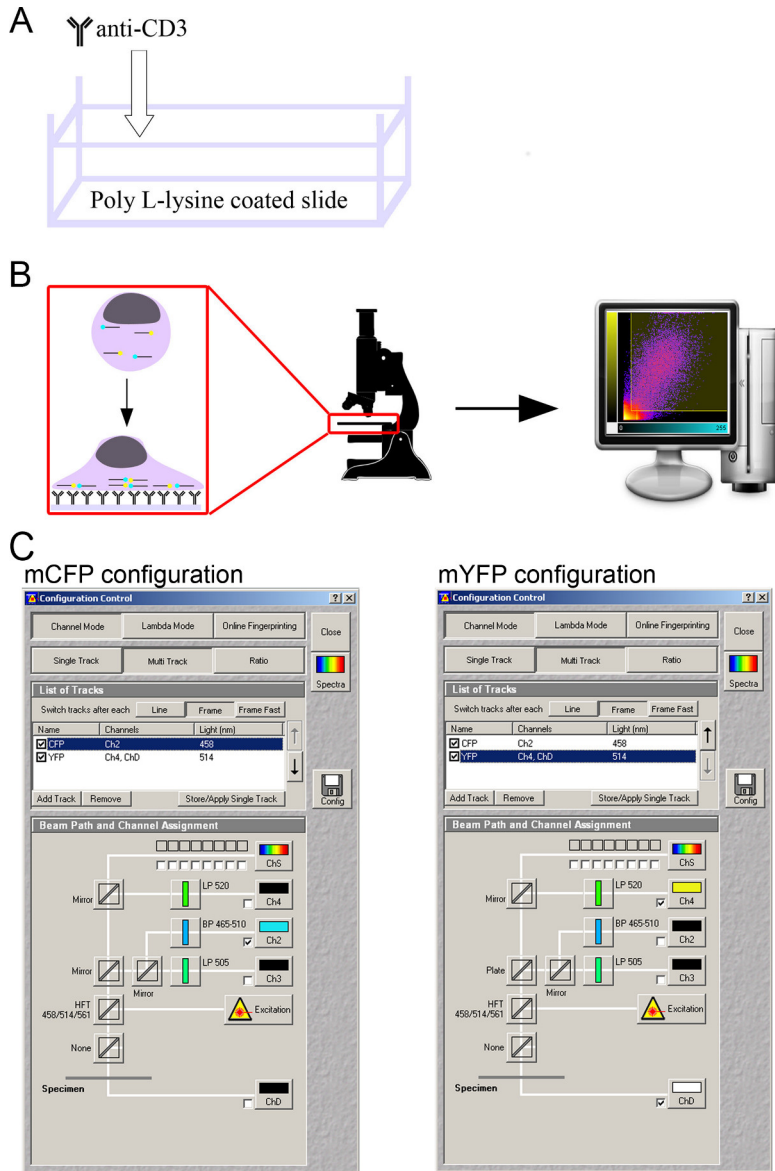 A
anti-CD3
Poly L-lysine coated slide
B
0 255
C
mCFP configuration
Configuration Control
Channel Mode Lambda Mode Online Fingerprinting Close
Single Track Multi Track Ratio
Spectra
List of Tracks
Switch tracks after each Line Frame Frame Fast
Name Channels Light (nm)
CFP Ch2 458
YFP Ch4, ChD 514
Config
Add Track Remove Store/Apply Single Track
Beam Path and Channel Assignment
ChS
LP 520
Mirror Ch4
BP 465-510
Ch2
LP 505
Mirror Ch3
Mirror
HFT
458/514/561 Excitation
None
Specimen
ChD
mYFP configuration
Configuration Control
Channel Mode Lambda Mode Online Fingerprinting Close
Single Track Multi Track Ratio
Spectra
List of Tracks
Switch tracks after each Line Frame Frame Fast
Name Channels Light (nm)
CFP Ch2 458
YFP Ch4, ChD 514
Config
Add Track Remove Store/Apply Single Track
Beam Path and Channel Assignment
ChS
LP 520
Mirror Ch4
BP 465-510
Ch2
LP 505
Plate Ch3
Mirror
HFT
458/514/561 Excitation
None
Specimen
ChD